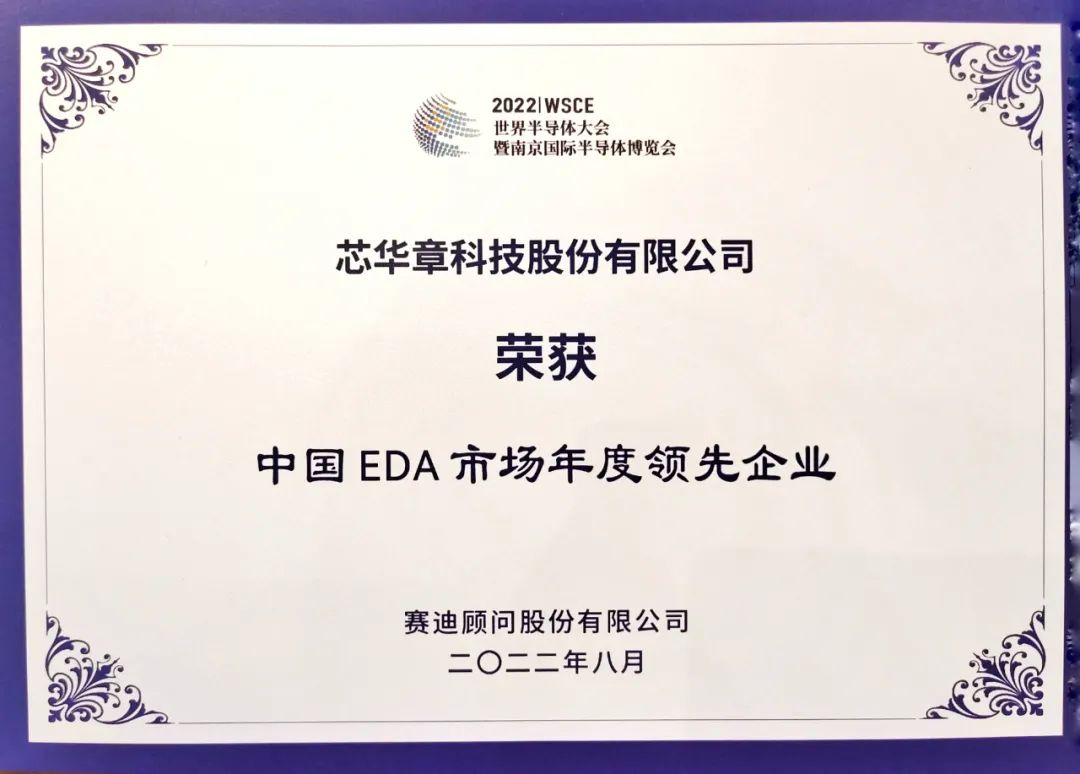 2022|WSCE
世界半导体大会
暨南京国际半导体博览会
芯华章科技股份有限公司
荣获
中国 EDA 市场年度领先企业
赛迪顾问股份有限公司
二〇二二年八月